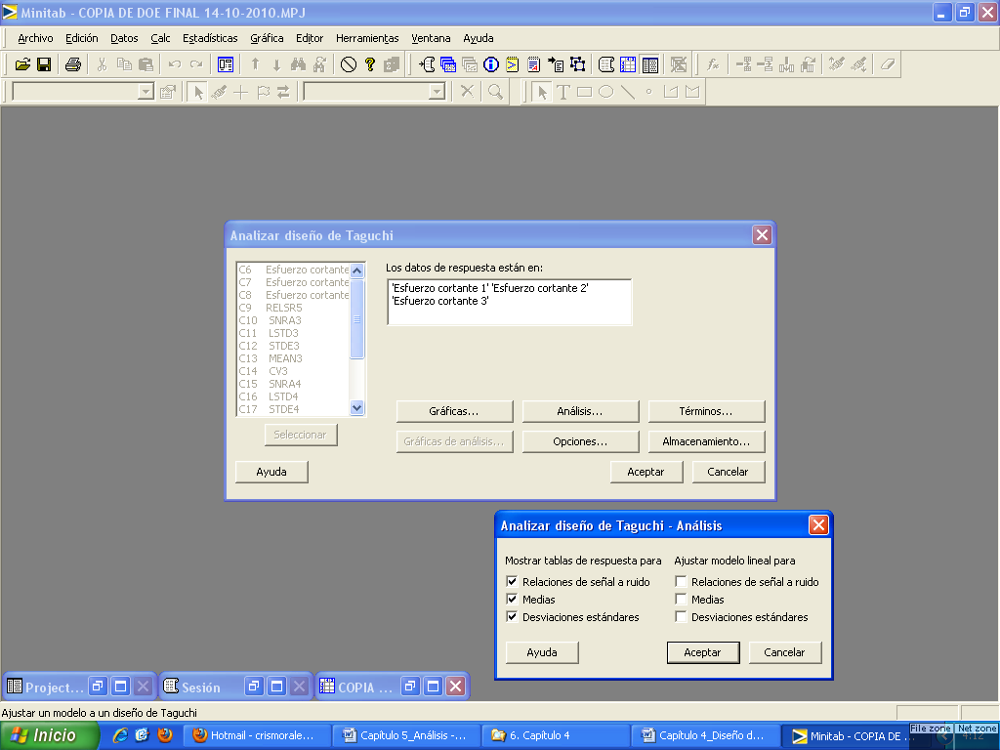 Minitab - COPIA DE DOE FINAL 14-10-2010.MPJ
Archivo Edición Datos Calc Estadísticas Gráfica Editor Herramientas Ventana Ayuda
Analizar diseño de Taguchi
C6 Esfuerzo cortante
C7 Esfuerzo cortante
C8 Esfuerzo cortante
C9 RELSR5
C10 SNRA3
C11 LSTD3
C12 STDE3
C13 MEAN3
C14 CV3
C15 SNRA4
C16 LSTD4
C17 STDE4
Seleccionar
Ayuda
Los datos de respuesta están en:
'Esfuerzo cortante 1' 'Esfuerzo cortante 2'
'Esfuerzo cortante 3'
Gráficas... Análisis... Términos...
Gráficas de análisis... Opciones... Almacenamiento...
Aceptar Cancelar
Analizar diseño de Taguchi - Análisis
Mostrar tablas de respuesta para Ajustar modelo lineal para
Relaciones de señal a ruido Relaciones de señal a ruido
Medias Medias
Desviaciones estándares Desviaciones estándares
Ayuda Aceptar Cancelar
Project... Sesión COPIA ...
Ajustar un modelo a un diseño de Taguchi
Inicio Hotmail - crismorale... Capítulo 5_Análisis -... 6. Capítulo 4 Capítulo 4_Diseño d... Minitab - COPIA DE ... File zone Net zone
4:12